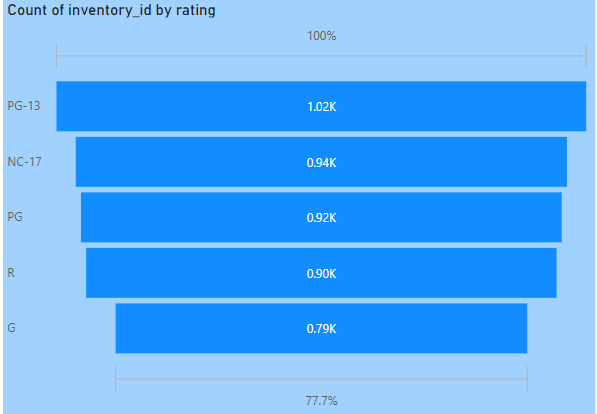 Count of inventory_id by rating
100%
PG-13 1.02K
NC-17 0.94K
PG 0.92K
R 0.90K
G 0.79K
77.7%